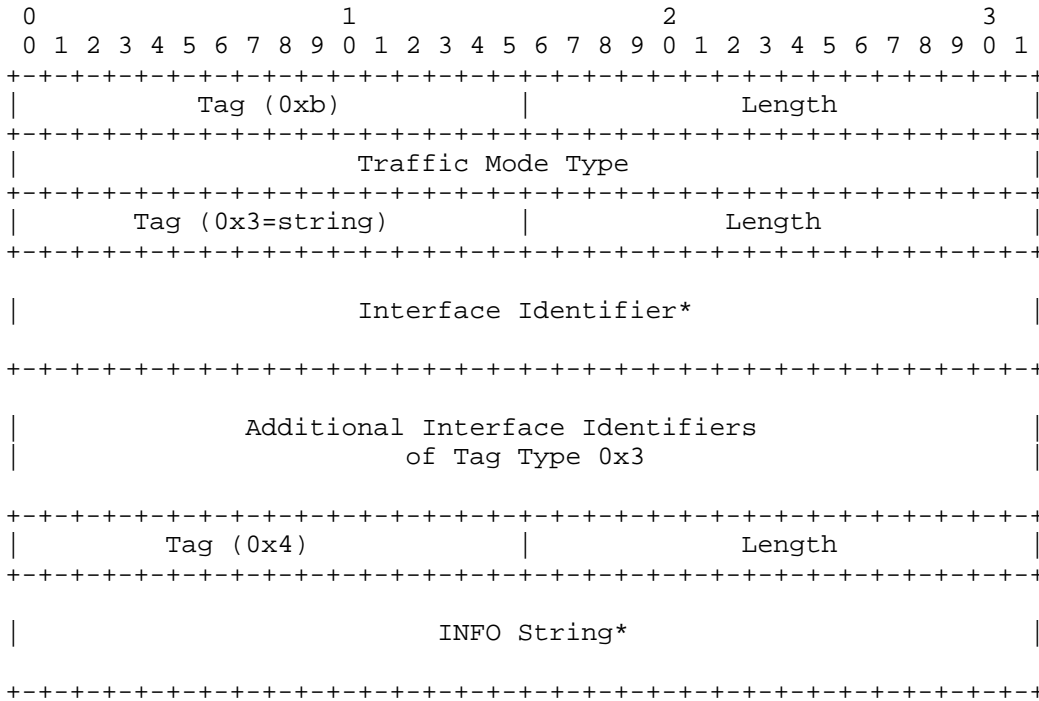 0                   1                   2                   3
 0 1 2 3 4 5 6 7 8 9 0 1 2 3 4 5 6 7 8 9 0 1 2 3 4 5 6 7 8 9 0 1
+-+-+-+-+-+-+-+-+-+-+-+-+-+-+-+-+-+-+-+-+-+-+-+-+-+-+-+-+-+-+-+-+
|           Tag (0xb)           |             Length            |
+-+-+-+-+-+-+-+-+-+-+-+-+-+-+-+-+-+-+-+-+-+-+-+-+-+-+-+-+-+-+-+-+
|                     Traffic Mode Type                         |
+-+-+-+-+-+-+-+-+-+-+-+-+-+-+-+-+-+-+-+-+-+-+-+-+-+-+-+-+-+-+-+-+
|       Tag (0x3=string)        |            Length             |
+-+-+-+-+-+-+-+-+-+-+-+-+-+-+-+-+-+-+-+-+-+-+-+-+-+-+-+-+-+-+-+-+
|                     Interface Identifier*                     |
+-+-+-+-+-+-+-+-+-+-+-+-+-+-+-+-+-+-+-+-+-+-+-+-+-+-+-+-+-+-+-+-+
|              Additional Interface Identifiers                 |
|                        of Tag Type 0x3                        |
+-+-+-+-+-+-+-+-+-+-+-+-+-+-+-+-+-+-+-+-+-+-+-+-+-+-+-+-+-+-+-+-+
|         Tag (0x4)             |             Length            |
+-+-+-+-+-+-+-+-+-+-+-+-+-+-+-+-+-+-+-+-+-+-+-+-+-+-+-+-+-+-+-+-+
|                          INFO String*                         |
+-+-+-+-+-+-+-+-+-+-+-+-+-+-+-+-+-+-+-+-+-+-+-+-+-+-+-+-+-+-+-+-+